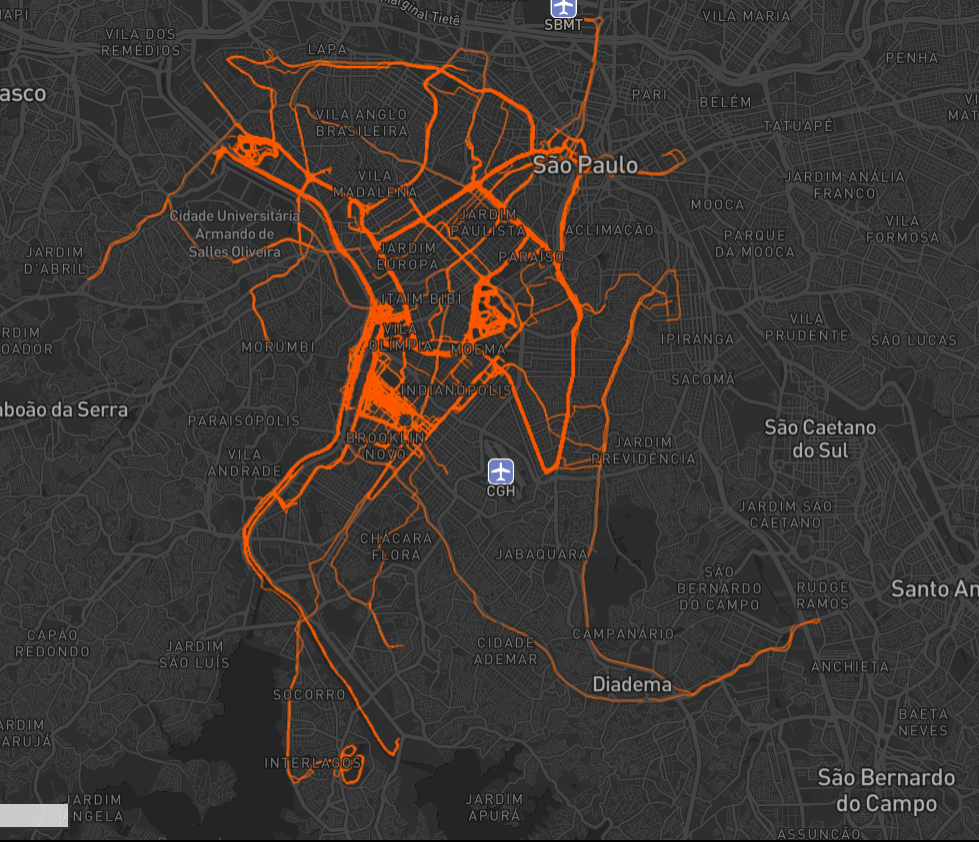 IAPI
Marginal Tietê
SBMT
VILA MARIA
VILA DOS
REMÉDIOS
LAPA
PENHA
asco
PARI
BELÉM
VI
MAT
VILA ANGLO
BRASILEIRA
TATUAPÉ
São Paulo
VILA
MADALENA
JARDIM ANÁLIA
FRANCO
MOOCA
Cidade Universitária
Armando de
Salles Oliveira
JARDIM
PAULISTA
ACLIMAÇÃO
VILA
FORMOSA
PARQUE
DA MOOCA
JARDIM
D'ABRIL
JARDIM
EUROPA
PARAÍSO
ITAIM BIBI
RDIM
OADOR
VILA
OLÍMPIA
VILA
PRUDENTE
MORUMBI
MOEMA
IPIRANGA
SÃO LUCAS
SACOMÃ
INDIANÓPOLIS
aboão da Serra
PARAISÓPOLIS
São Caetano
do Sul
BROOKLIN
NOVO
JARDIM
PREVIDÊNCIA
VILA
ANDRADE
CGH
JARDIM SÃO
CAETANO
CHÁCARA
FLORA
JABAQUARA
SÃO
BERNARDO
DO CAMPO
RUDGE
RAMOS
Santo An
CAPÃO
REDONDO
JARDIM
SÃO LUÍS
CIDADE
ADEMAR
CAMPANÁRIO
ANCHIETA
Diadema
SOCORRO
RDIM
ARUJÁ
BAETA
NEVES
INTERLAGOS
São Bernardo
do Campo
JARDIM
NGELA
JARDIM
APURÁ
ASSUNÇÃO